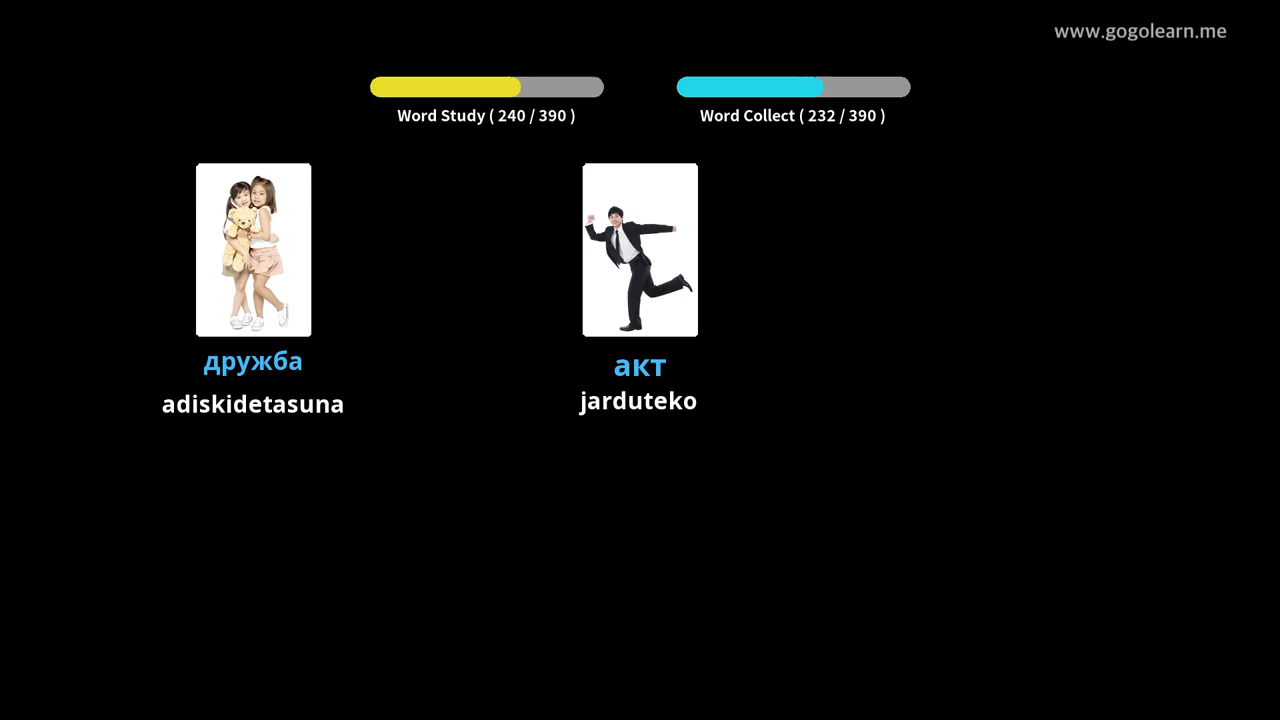 www.gogolearn.me
Word Study ( 240 / 390 )
Word Collect ( 232 / 390 )
дружба
adiskidetasuna
акт
jarduteko